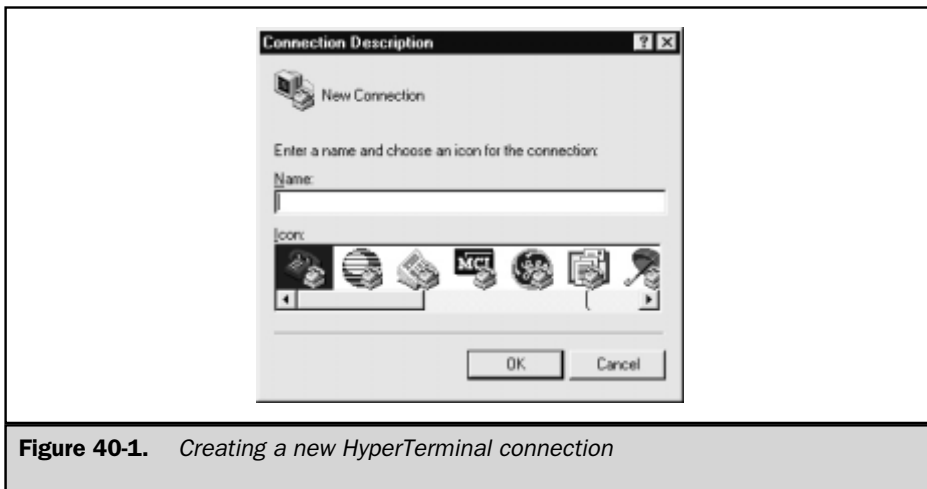 Connection Description
New Connection
Enter a name and choose an icon for the connection:
Name:
Icon:
MCI
OK Cancel
Figure 40-1. Creating a new HyperTerminal connection